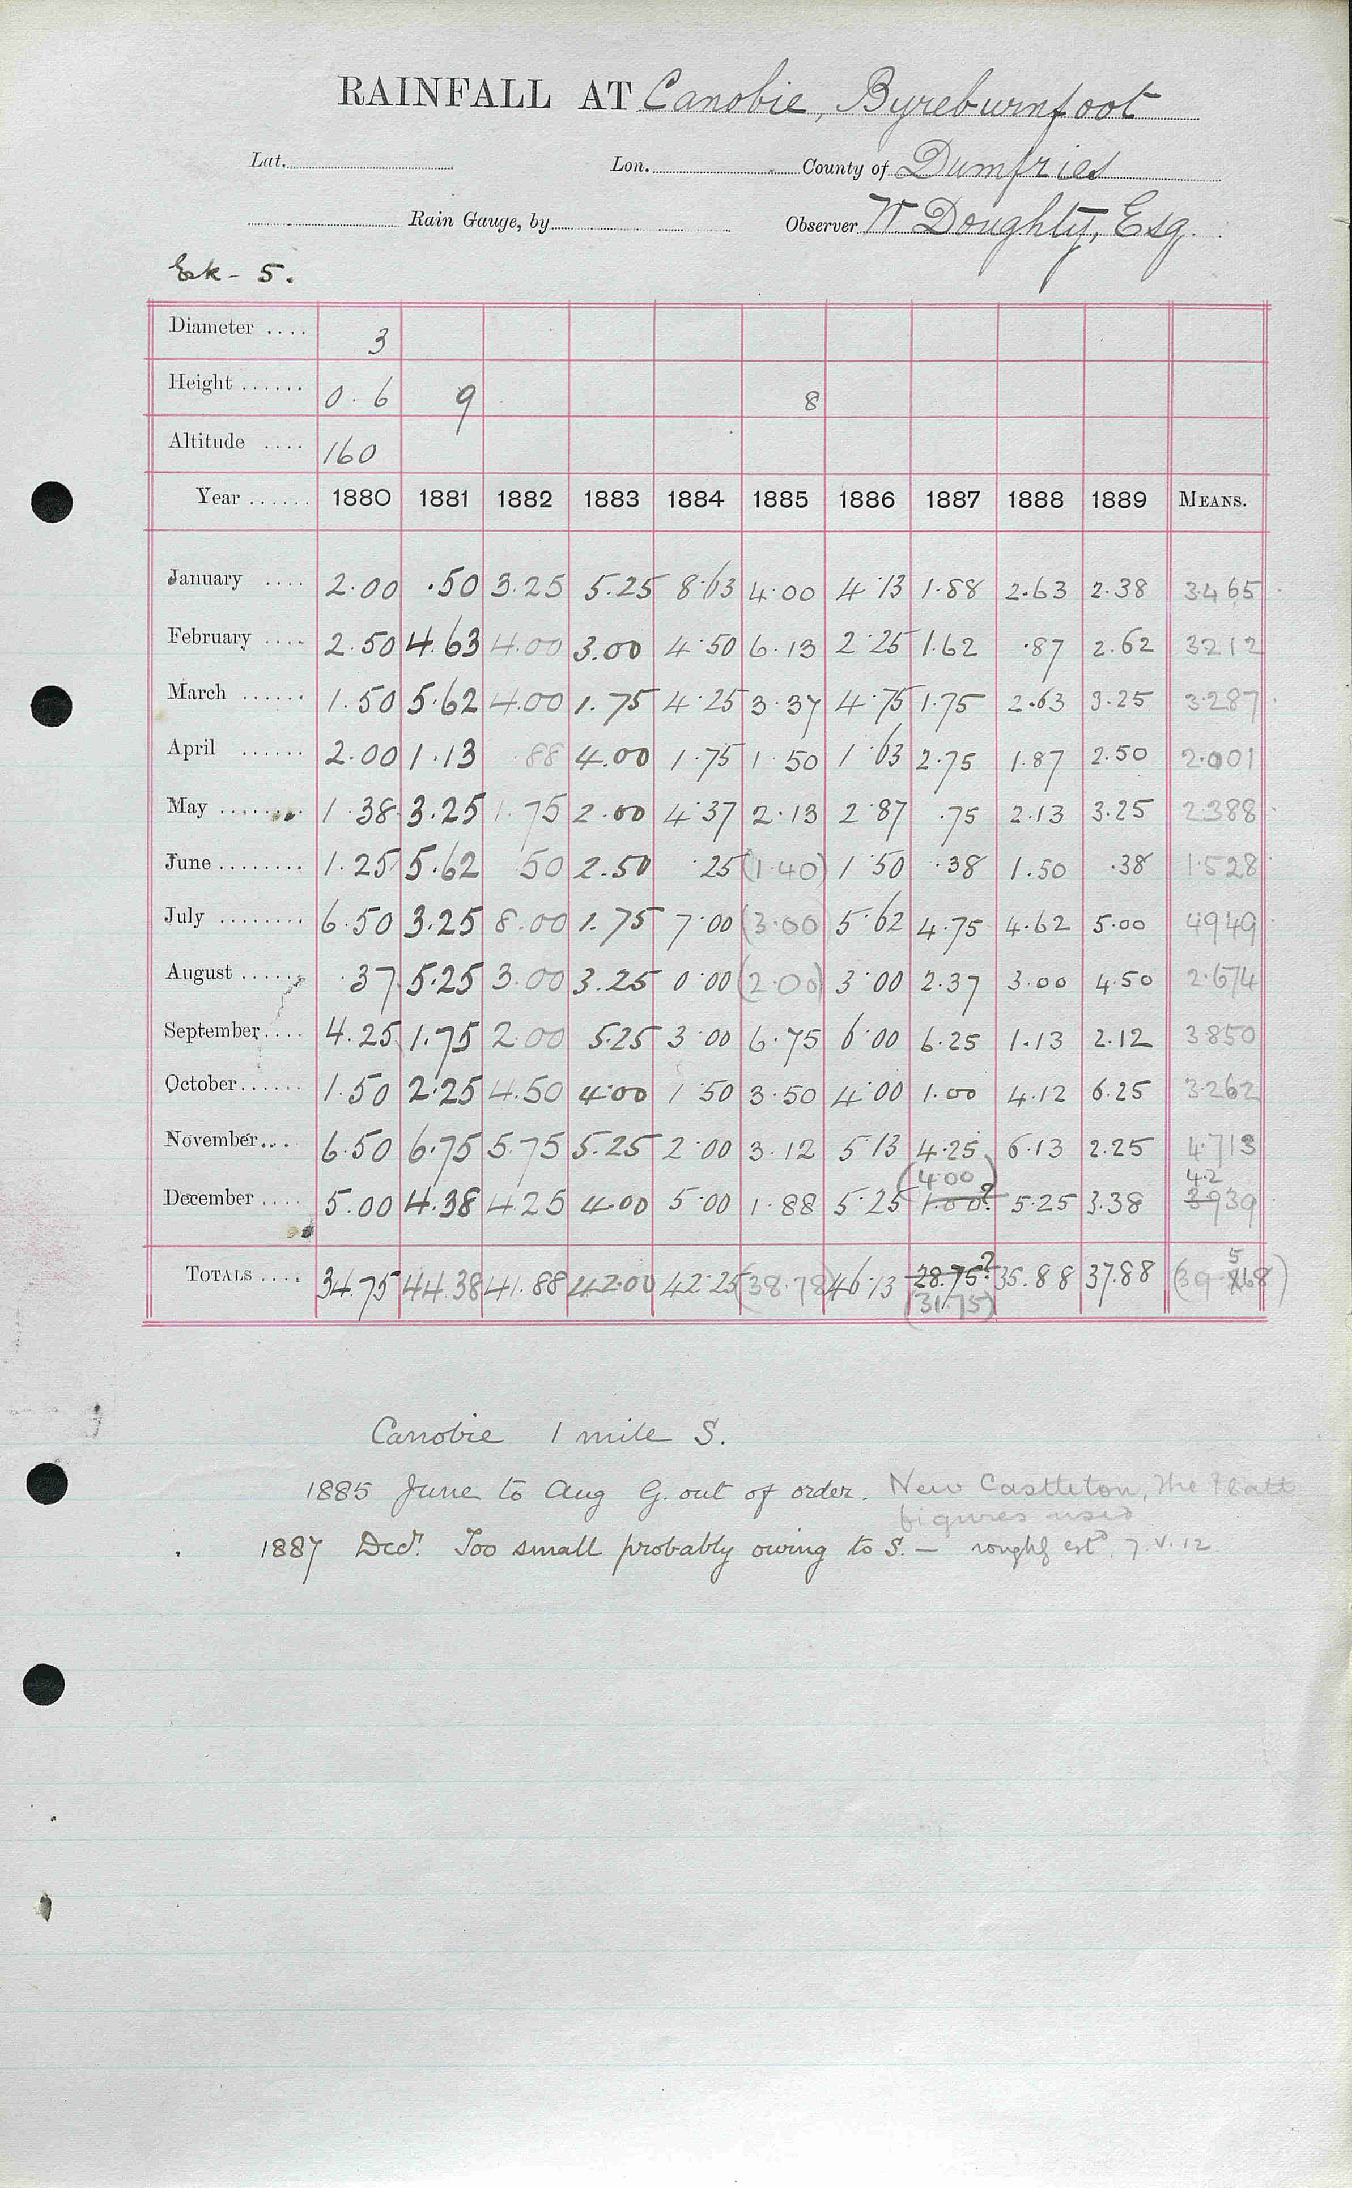 RAINFALL AT Canobie, Byreburnfoot
Lat. Lon. County of Dumfries
Rain Gauge, by Observer W Doughty, Esq.
Esk - 5.
Diameter .... 3
Height ...... 0.6 9 8
Altitude .... 160
Year ...... 1880 1881 1882 1883 1884 1885 1886 1887 1888 1889 MEANS.
January .... 2.00 .50 3.25 5.25 8.63 4.00 4.13 1.88 2.63 2.38 3.465
February .... 2.50 4.63 4.00 3.00 4.50 6.13 2.25 1.62 .87 2.62 3.212
March ...... 1.50 5.62 4.00 1.75 4.25 3.37 4.75 1.75 2.63 3.25 3.287
April ...... 2.00 1.13 .88 4.00 1.75 1.50 1.63 2.75 1.87 2.50 2.001
May ........ 1.38 3.25 1.75 2.00 4.37 2.13 2.87 .75 2.13 3.25 2.388
June ........ 1.25 5.62 .50 2.50 .25 (1.40) 1.50 .38 1.50 .38 1.528
July ........ 6.50 3.25 8.00 1.75 7.00 (3.00) 5.62 4.75 4.62 5.00 4.949
August ...... .37 5.25 3.00 3.25 0.00 (2.00) 3.00 2.37 3.00 4.50 2.674
September.... 4.25 1.75 2.00 5.25 3.00 6.75 6.00 6.25 1.13 2.12 3.850
October...... 1.50 2.25 4.50 4.00 1.50 3.50 4.00 1.00 4.12 6.25 3.262
November.... 6.50 6.75 5.75 5.25 2.00 3.12 5.13 4.25 6.13 2.25 4.713
(4.00) 4.2
December .... 5.00 4.38 4.25 4.00 5.00 1.88 5.25 1.00? 5.25 3.38 3.939
TOTALS .... 34.75 44.38 41.88 42.00 42.25 (38.78) 46.13 28.75? 35.88 37.88 (39.568)
(31.75)
Canobie 1 mile S.
1885 June to Aug G. out of order. New Castleton, The Flatt
figures used
1887 Decr. Too small probably owing to S. — roughly estd. 7.V.12